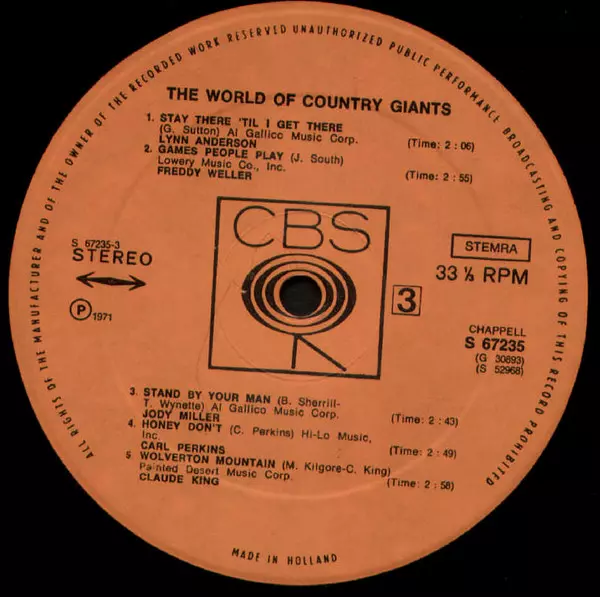 ALL RIGHTS OF THE MANUFACTURER AND OF THE OWNER OF THE RECORDED WORK RESERVED UNAUTHORIZED PUBLIC PERFORMANCE BROADCASTING AND COPYING OF THIS RECORD PROHIBITED
THE WORLD OF COUNTRY GIANTS
1. STAY THERE 'TIL I GET THERE
(G. Sutton) Al Gallico Music Corp.
LYNN ANDERSON (Time: 2 : 06)
2. GAMES PEOPLE PLAY (J. South)
Lowery Music Co., Inc.
FREDDY WELLER (Time: 2 : 55)
CBS
S 67235-3
STEREO
P 1971
STEMRA
33 ⅓ RPM
3
CHAPPELL
S 67235
(G 30893)
(S 52968)
3. STAND BY YOUR MAN (B. Sherrill-
T. Wynette) Al Gallico Music Corp.
JODY MILLER (Time: 2 : 43)
4. HONEY DON'T (C. Perkins) Hi-Lo Music,
Inc.
CARL PERKINS (Time: 2 : 49)
5. WOLVERTON MOUNTAIN (M. Kilgore-C. King)
Painted Desert Music Corp.
CLAUDE KING (Time: 2 : 58)
MADE IN HOLLAND